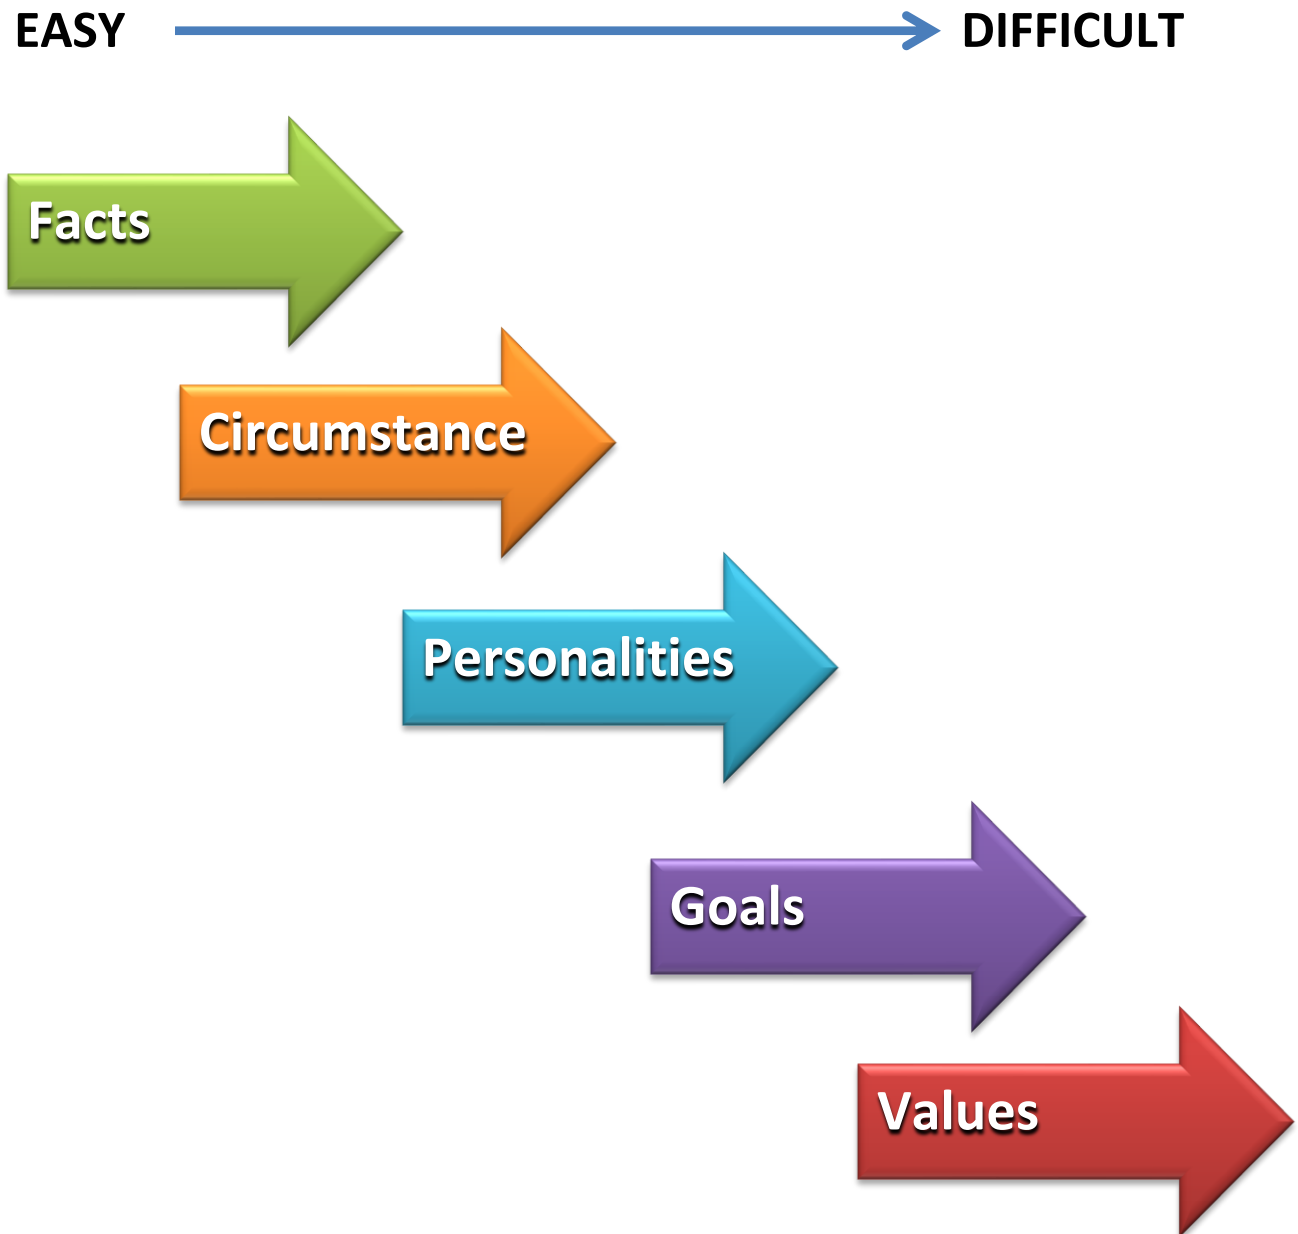 EASY DIFFICULT
Facts
Circumstance
Personalities
Goals
Values